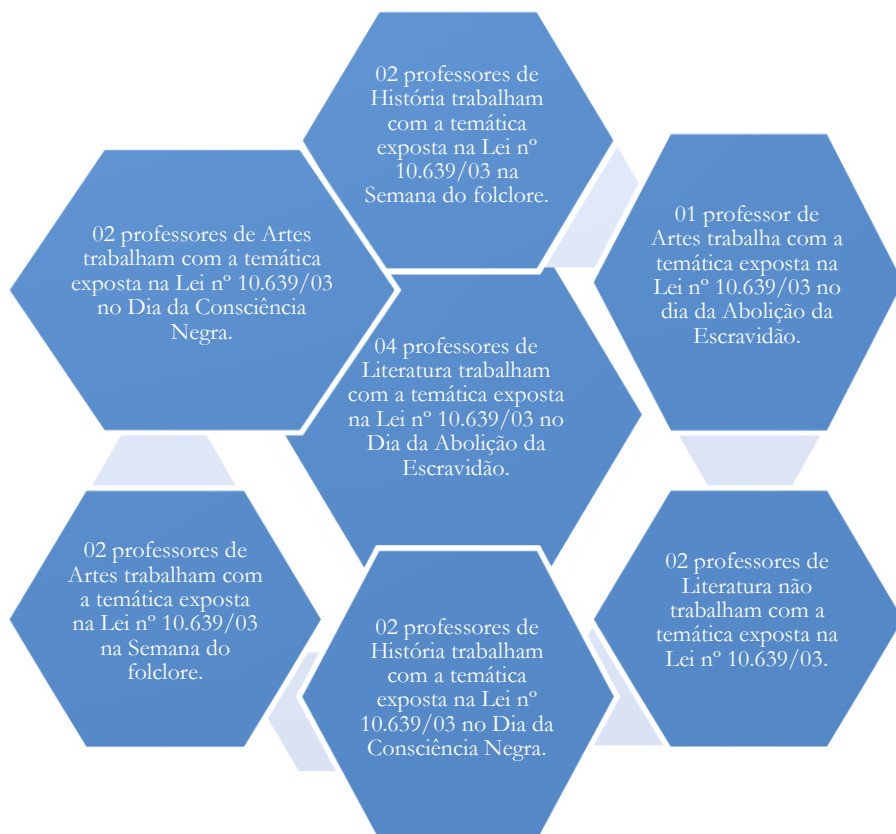 02 professores de
História trabalham
com a temática
exposta na Lei nº
10.639/03 na
Semana do folclore.
02 professores de Artes
trabalham com a temática
exposta na Lei nº 10.639/03
no Dia da Consciência
Negra.
01 professor de
Artes trabalha com a
temática exposta na
Lei nº 10.639/03 no
dia da Abolição da
Escravidão.
04 professores de
Literatura trabalham
com a temática exposta
na Lei nº 10.639/03 no
Dia da Abolição da
Escravidão.
02 professores de
Artes trabalham com
a temática exposta
na Lei nº 10.639/03
na Semana do
folclore.
02 professores de
Literatura não
trabalham com a
temática exposta na
Lei nº 10.639/03.
02 professores de
História trabalham
com a temática
exposta na Lei nº
10.639/03 no Dia da
Consciência Negra.